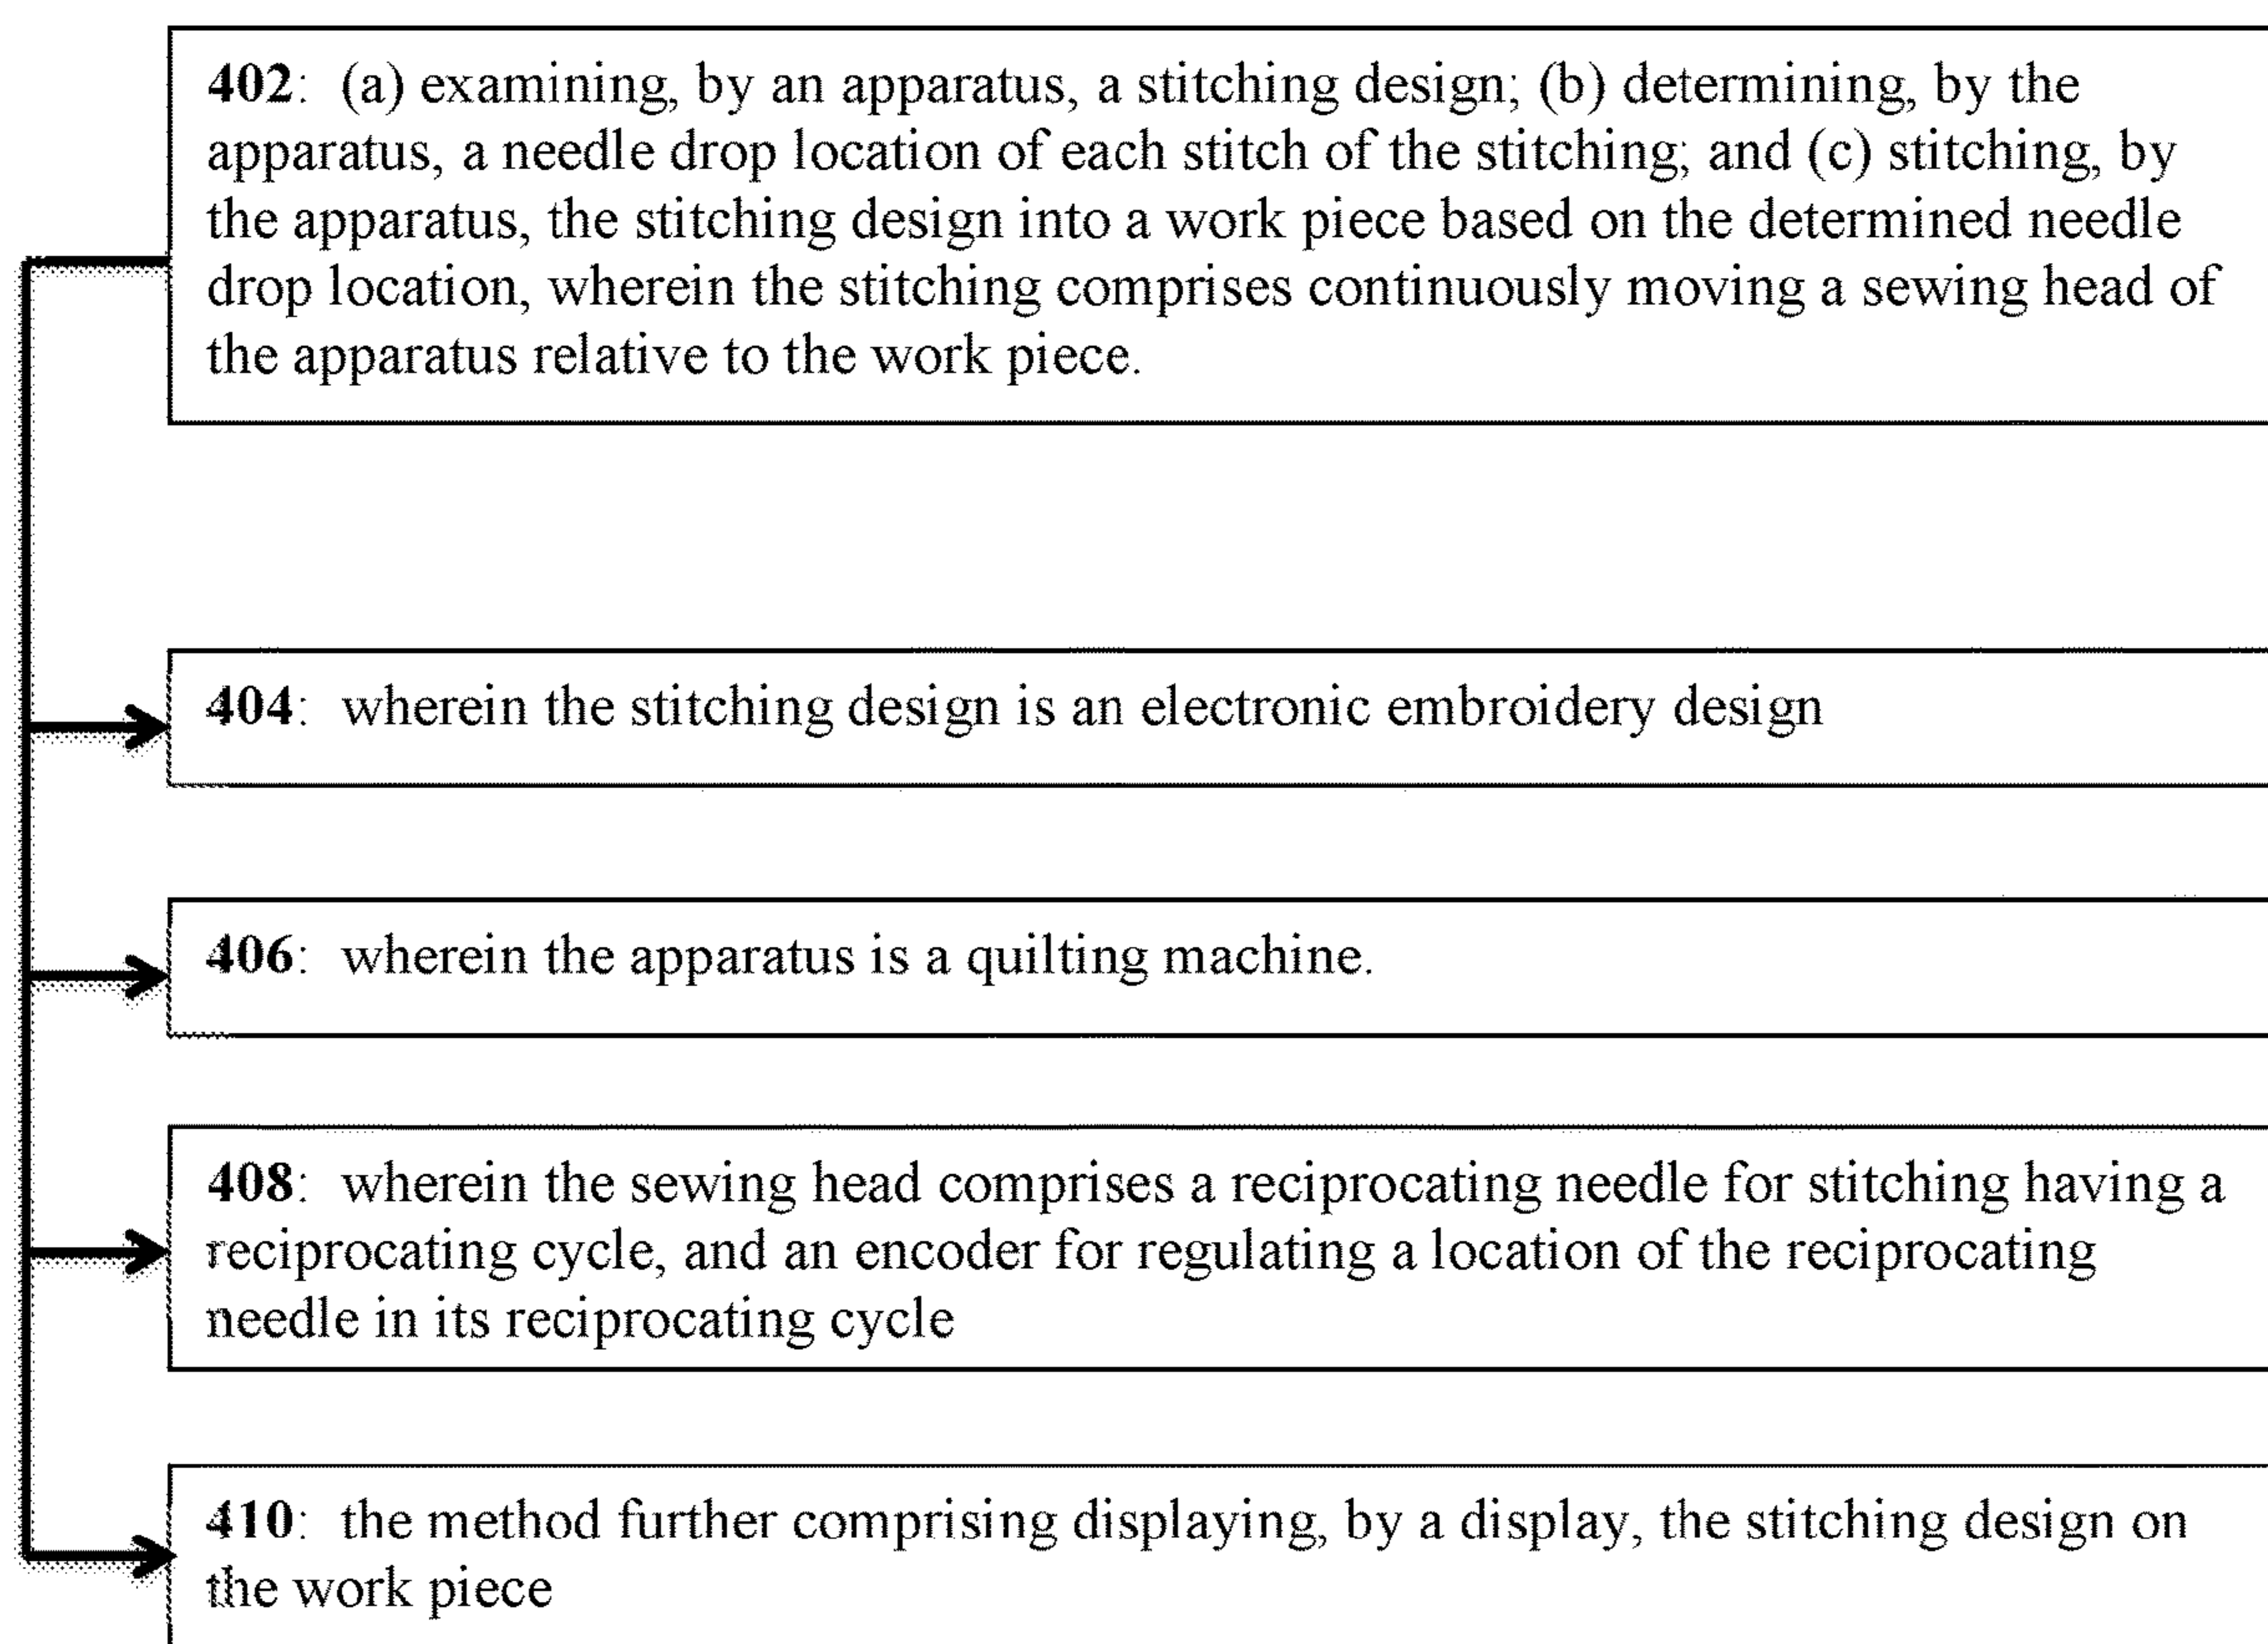 402: (a) examining, by an apparatus, a stitching design; (b) determining, by the
apparatus, a needle drop location of each stitch of the stitching; and (c) stitching, by
the apparatus, the stitching design into a work piece based on the determined needle
drop location, wherein the stitching comprises continuously moving a sewing head of
the apparatus relative to the work piece.
404: wherein the stitching design is an electronic embroidery design
406: wherein the apparatus is a quilting machine.
408: wherein the sewing head comprises a reciprocating needle for stitching having a
reciprocating cycle, and an encoder for regulating a location of the reciprocating
needle in its reciprocating cycle
410: the method further comprising displaying, by a display, the stitching design on
the work piece